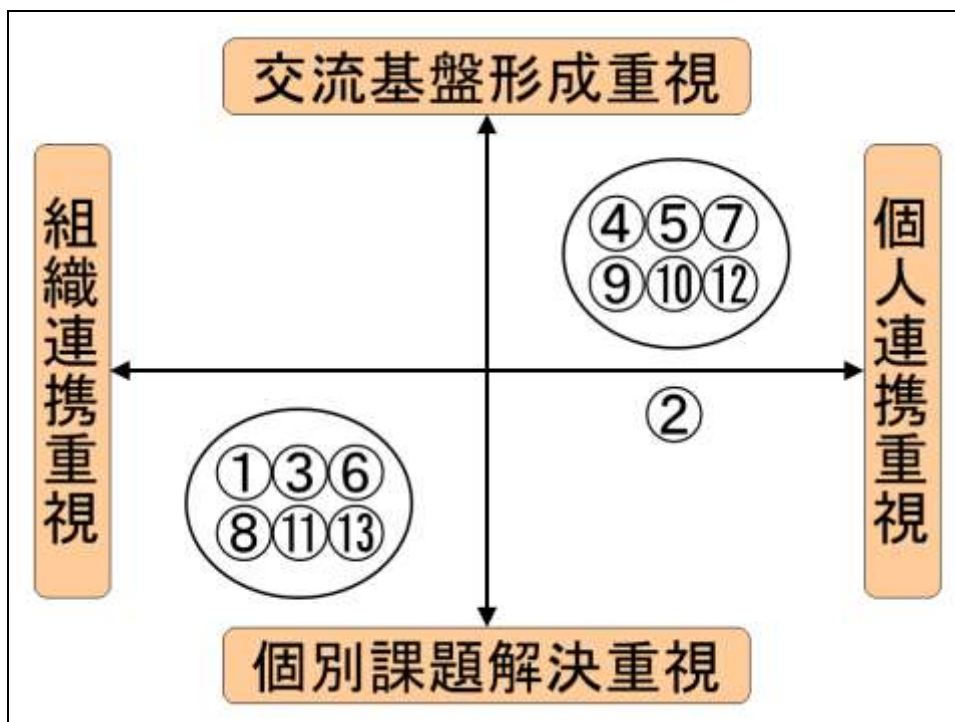 交流基盤形成重視
組織連携重視
個人連携重視
④⑤⑦
⑨⑩⑫
②
①③⑥
⑧⑪⑬
個別課題解決重視